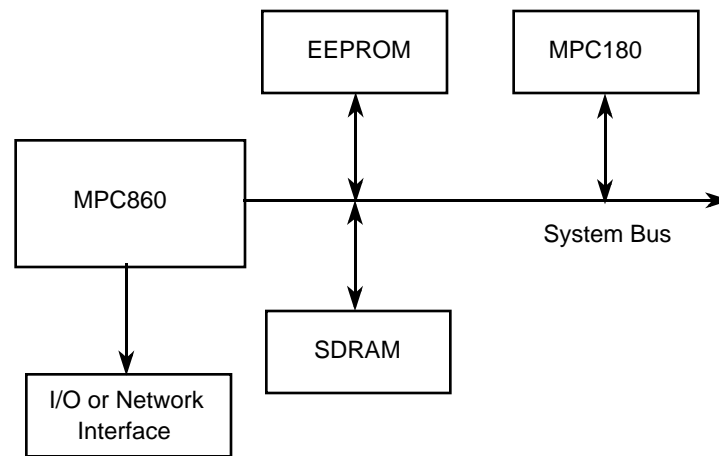 EEPROM
MPC180
MPC860
System Bus
SDRAM
I/O or Network
Interface